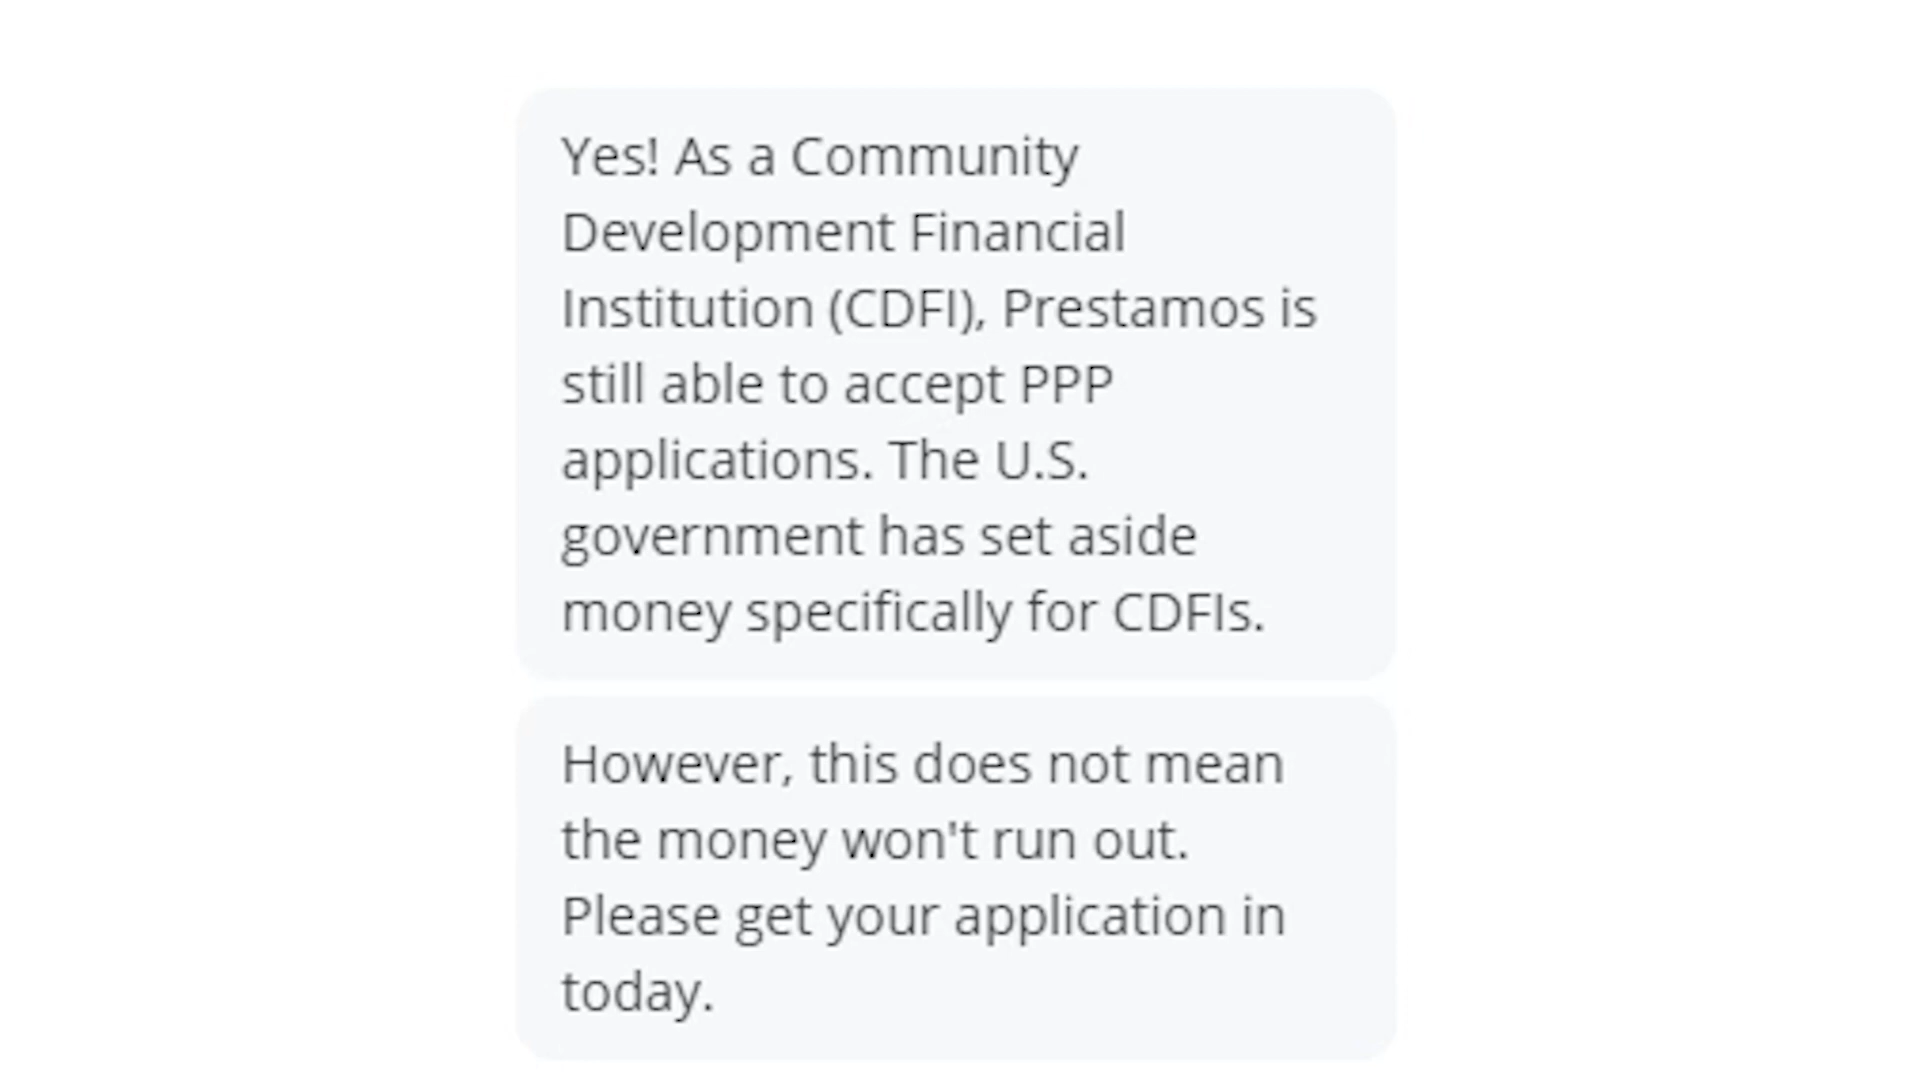 Yes! As a Community
Development Financial
Institution (CDFI), Prestamos is
still able to accept PPP
applications. The U.S.
government has set aside
money specifically for CDFIs.
However, this does not mean
the money won't run out.
Please get your application in
today.